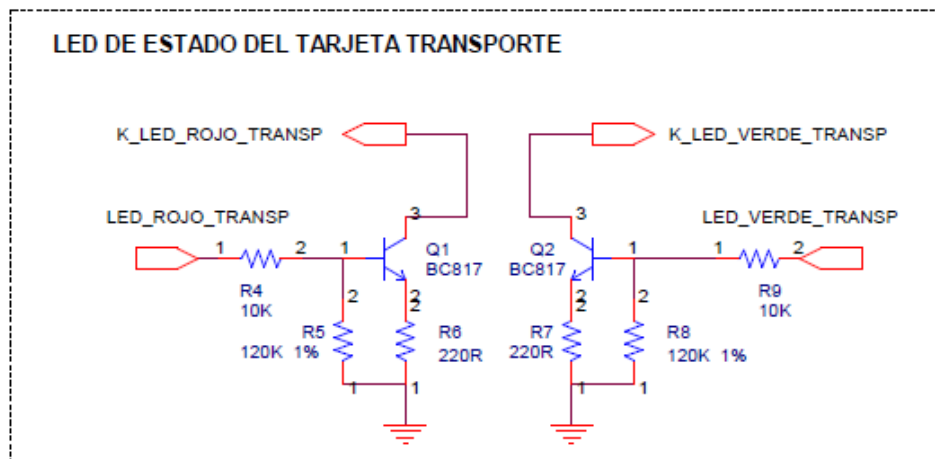 LED DE ESTADO DEL TARJETA TRANSPORTE
K_LED_ROJO_TRANSP
K_LED_VERDE_TRANSP
LED_ROJO_TRANSP
3
3
LED_VERDE_TRANSP
1
2
1
Q1
BC817
Q2
BC817
1
1
2
R4
10K
2
2
2
2
2
2
R9
10K
R5
120K 1%
R6
220R
R7
220R
R8
120K 1%
1
1
1
1